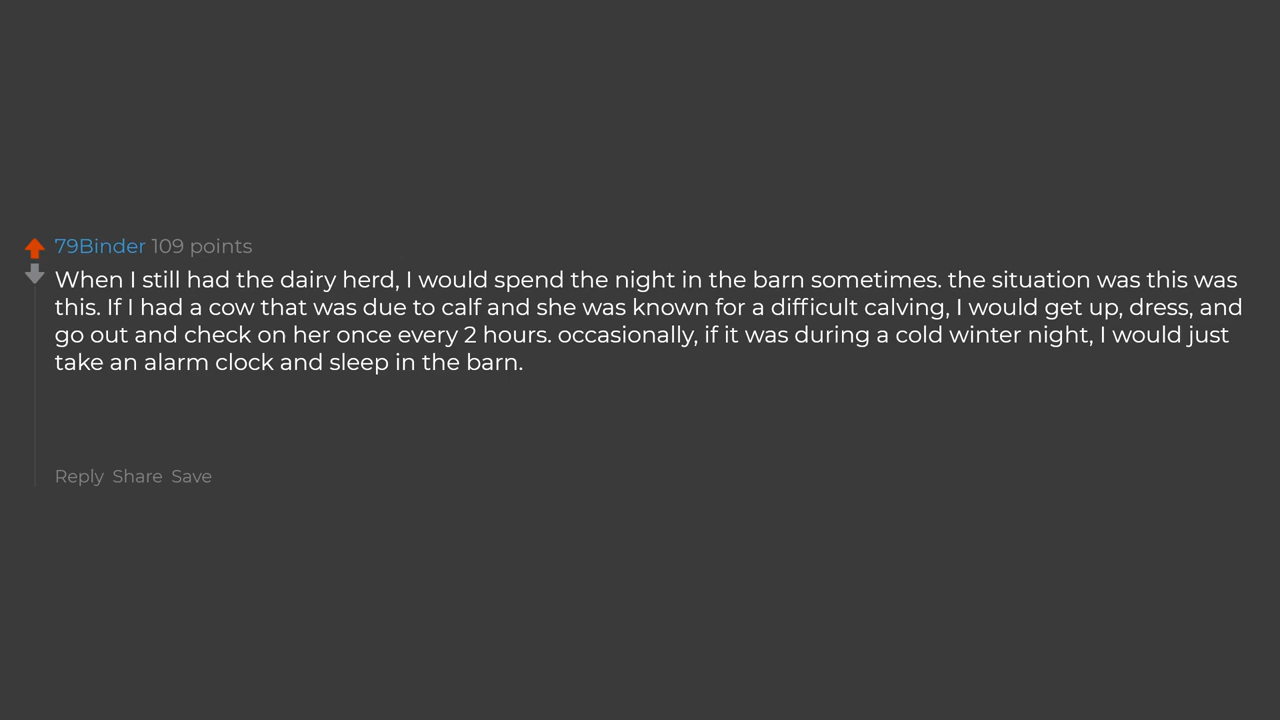 79Binder 109 points
When I still had the dairy herd, I would spend the night in the barn sometimes. the situation was this was
this. If I had a cow that was due to calf and she was known for a difficult calving, I would get up, dress, and
go out and check on her once every 2 hours. occasionally, if it was during a cold winter night, I would just
take an alarm clock and sleep in the barn.
Reply Share Save